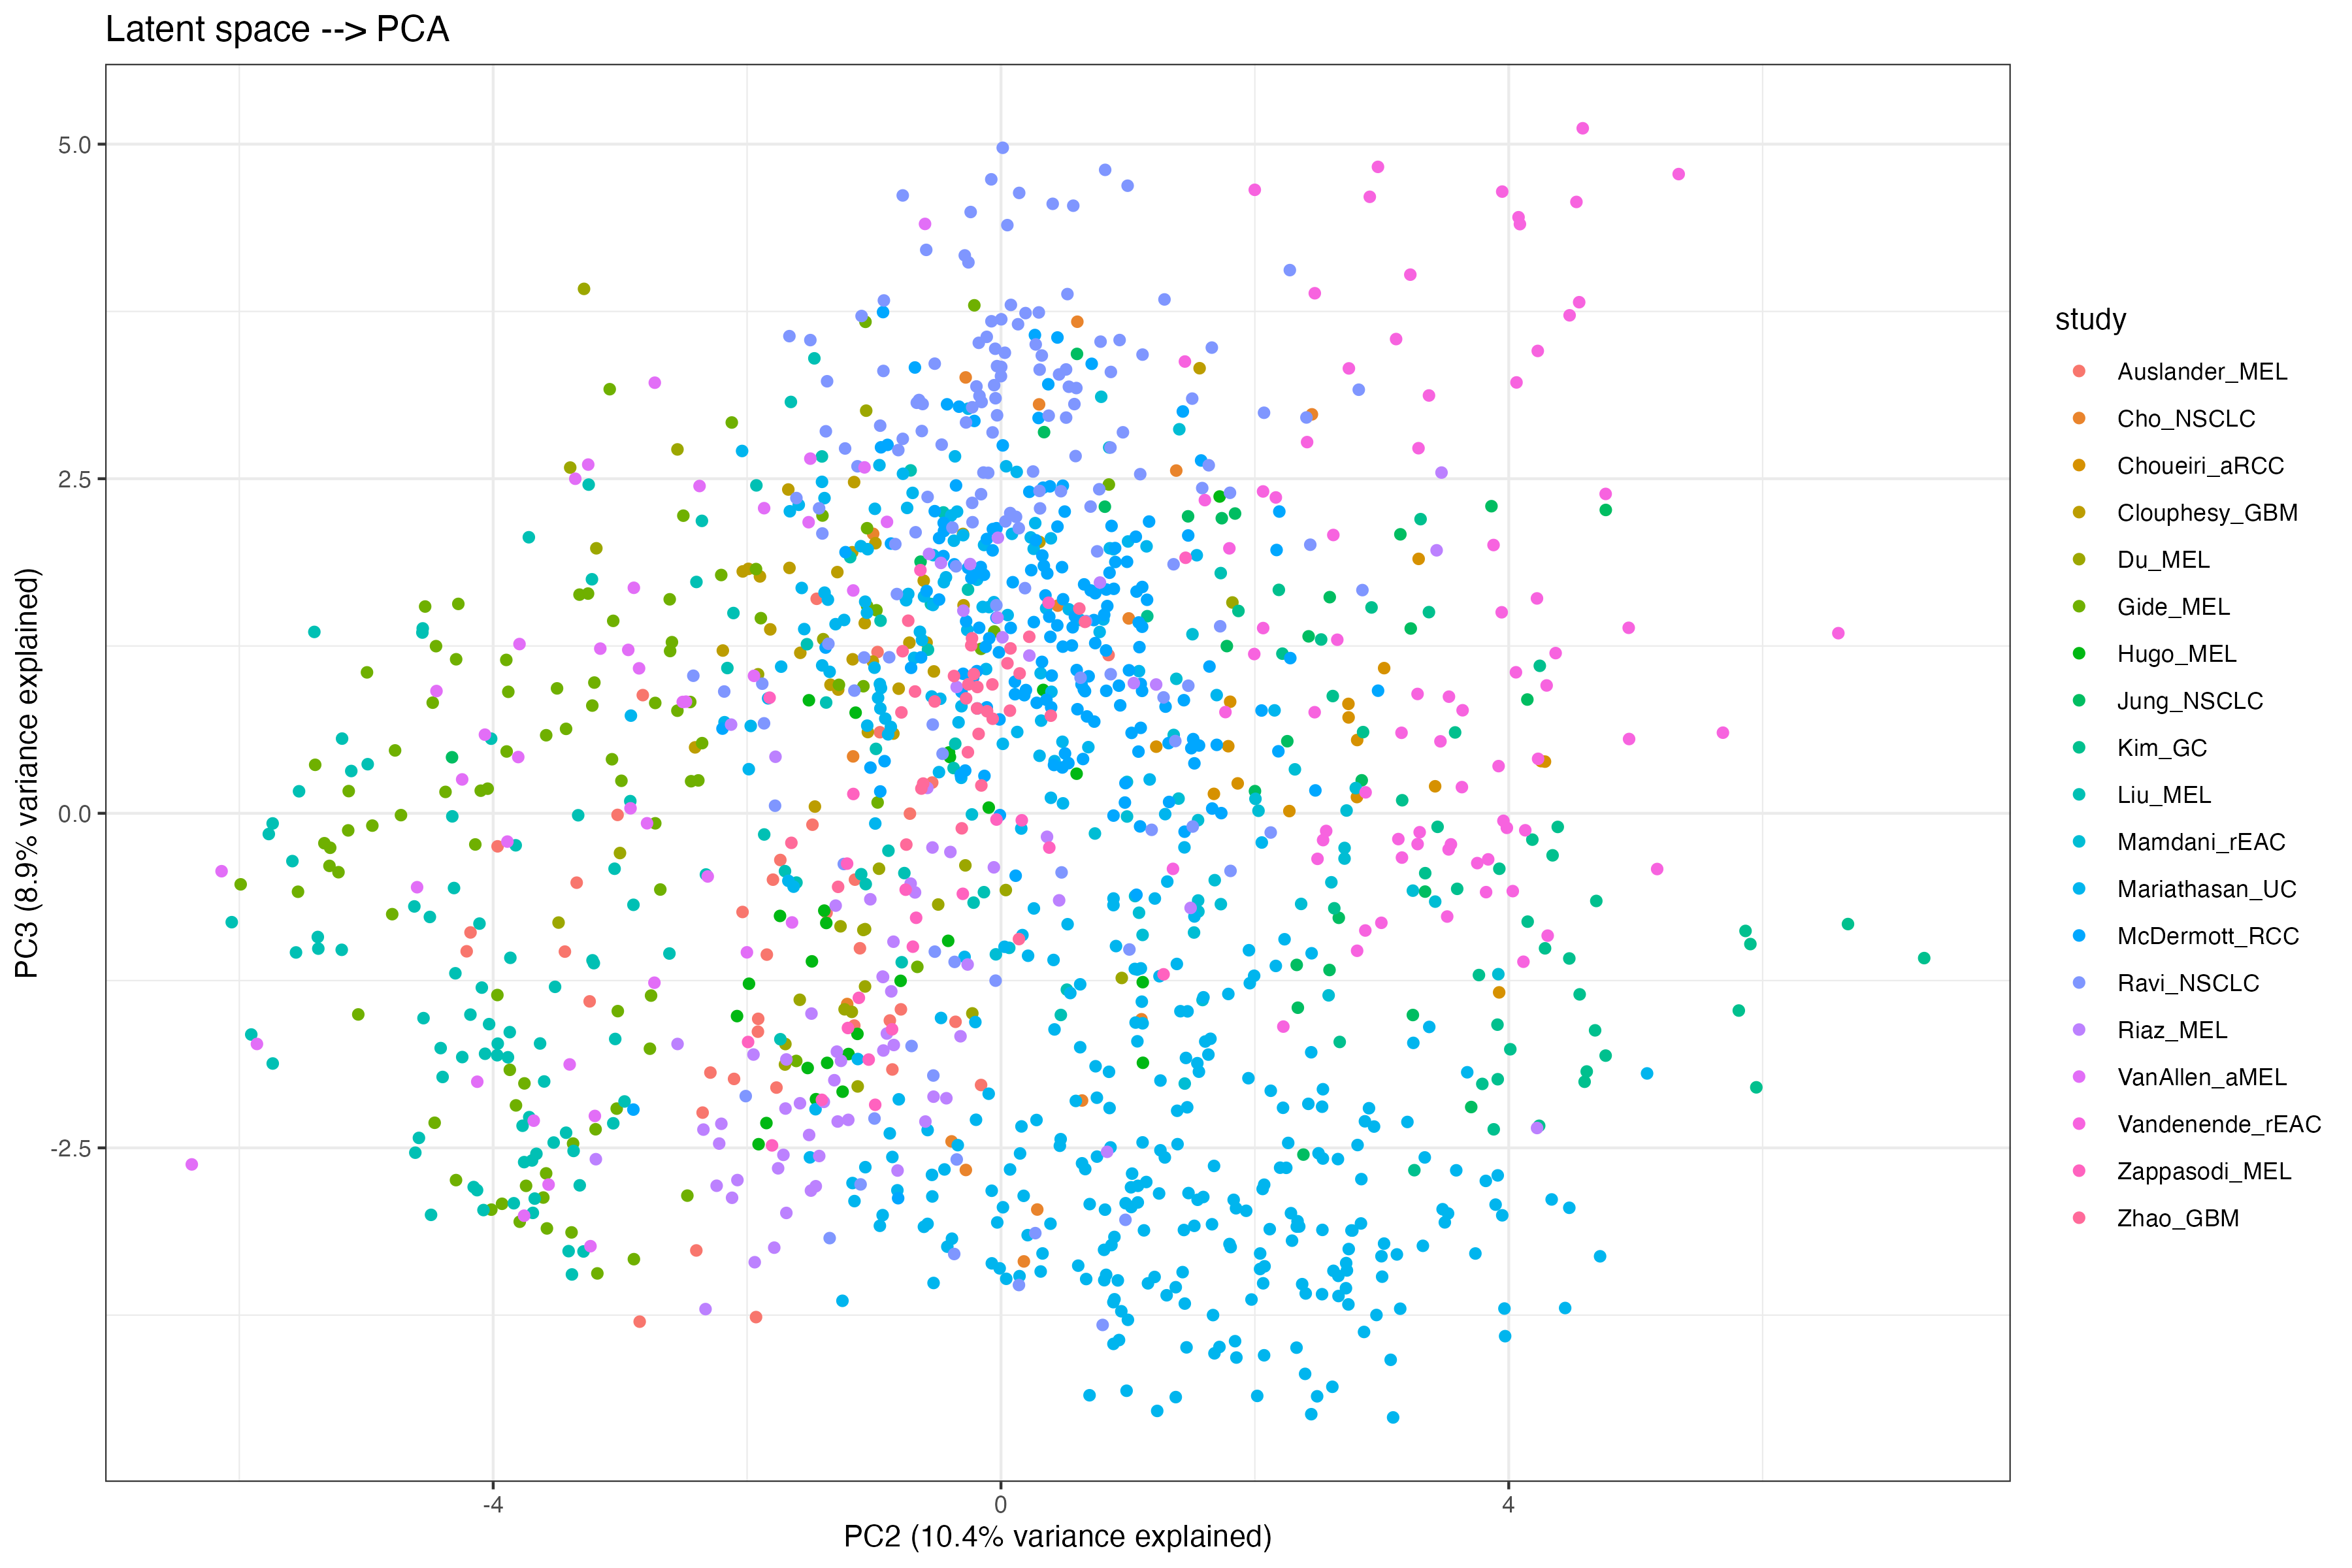 Latent space --> PCA
5.0
2.5
0.0
-2.5
PC3 (8.9% variance explained)
-4
0
4
PC2 (10.4% variance explained)
study
Auslander_MEL
Cho_NSCLC
Choueiri_aRCC
Clouphesy_GBM
Du_MEL
Gide_MEL
Hugo_MEL
Jung_NSCLC
Kim_GC
Liu_MEL
Mamdani_rEAC
Mariathasan_UC
McDermott_RCC
Ravi_NSCLC
Riaz_MEL
VanAllen_aMEL
Vandenende_rEAC
Zappasodi_MEL
Zhao_GBM